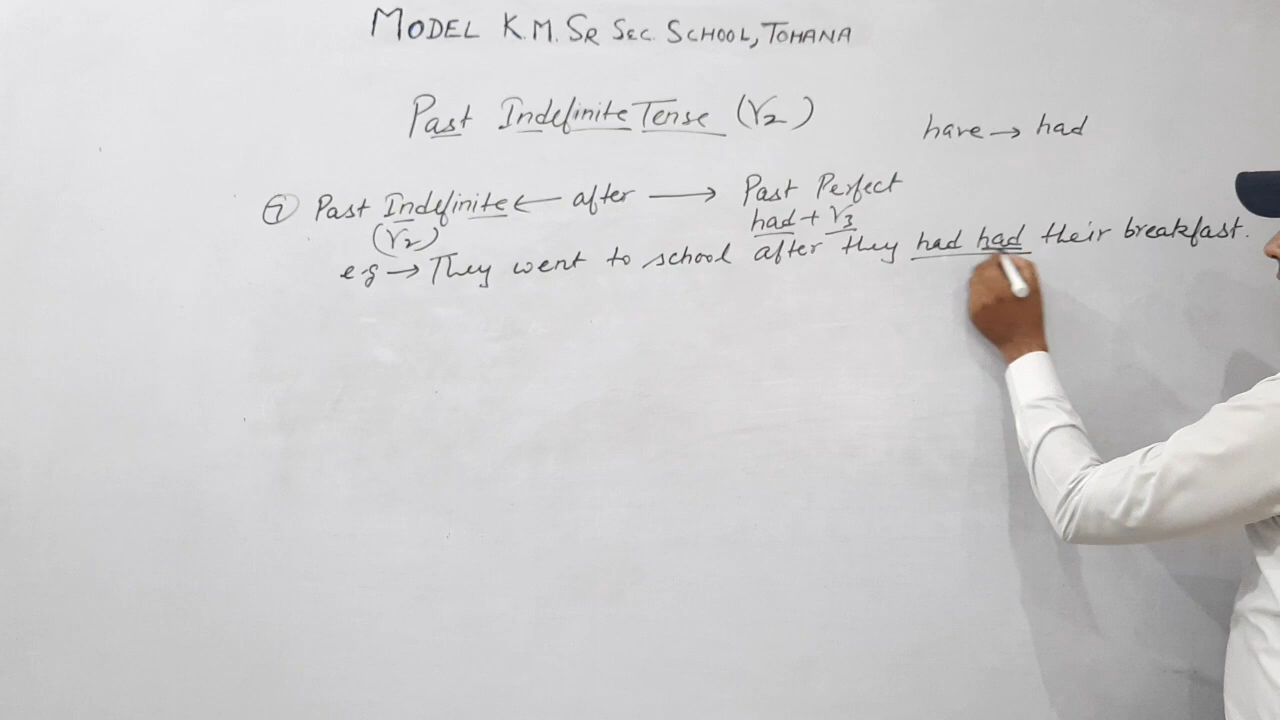 MODEL K.M. SR SEC. SCHOOL, TOHANA
Past Indefinite Tense (V2)
have → had
⑦ Past Indefinite ← after → Past Perfect
(V2)
had + V3
e.g → They went to school after they had had their breakfast.